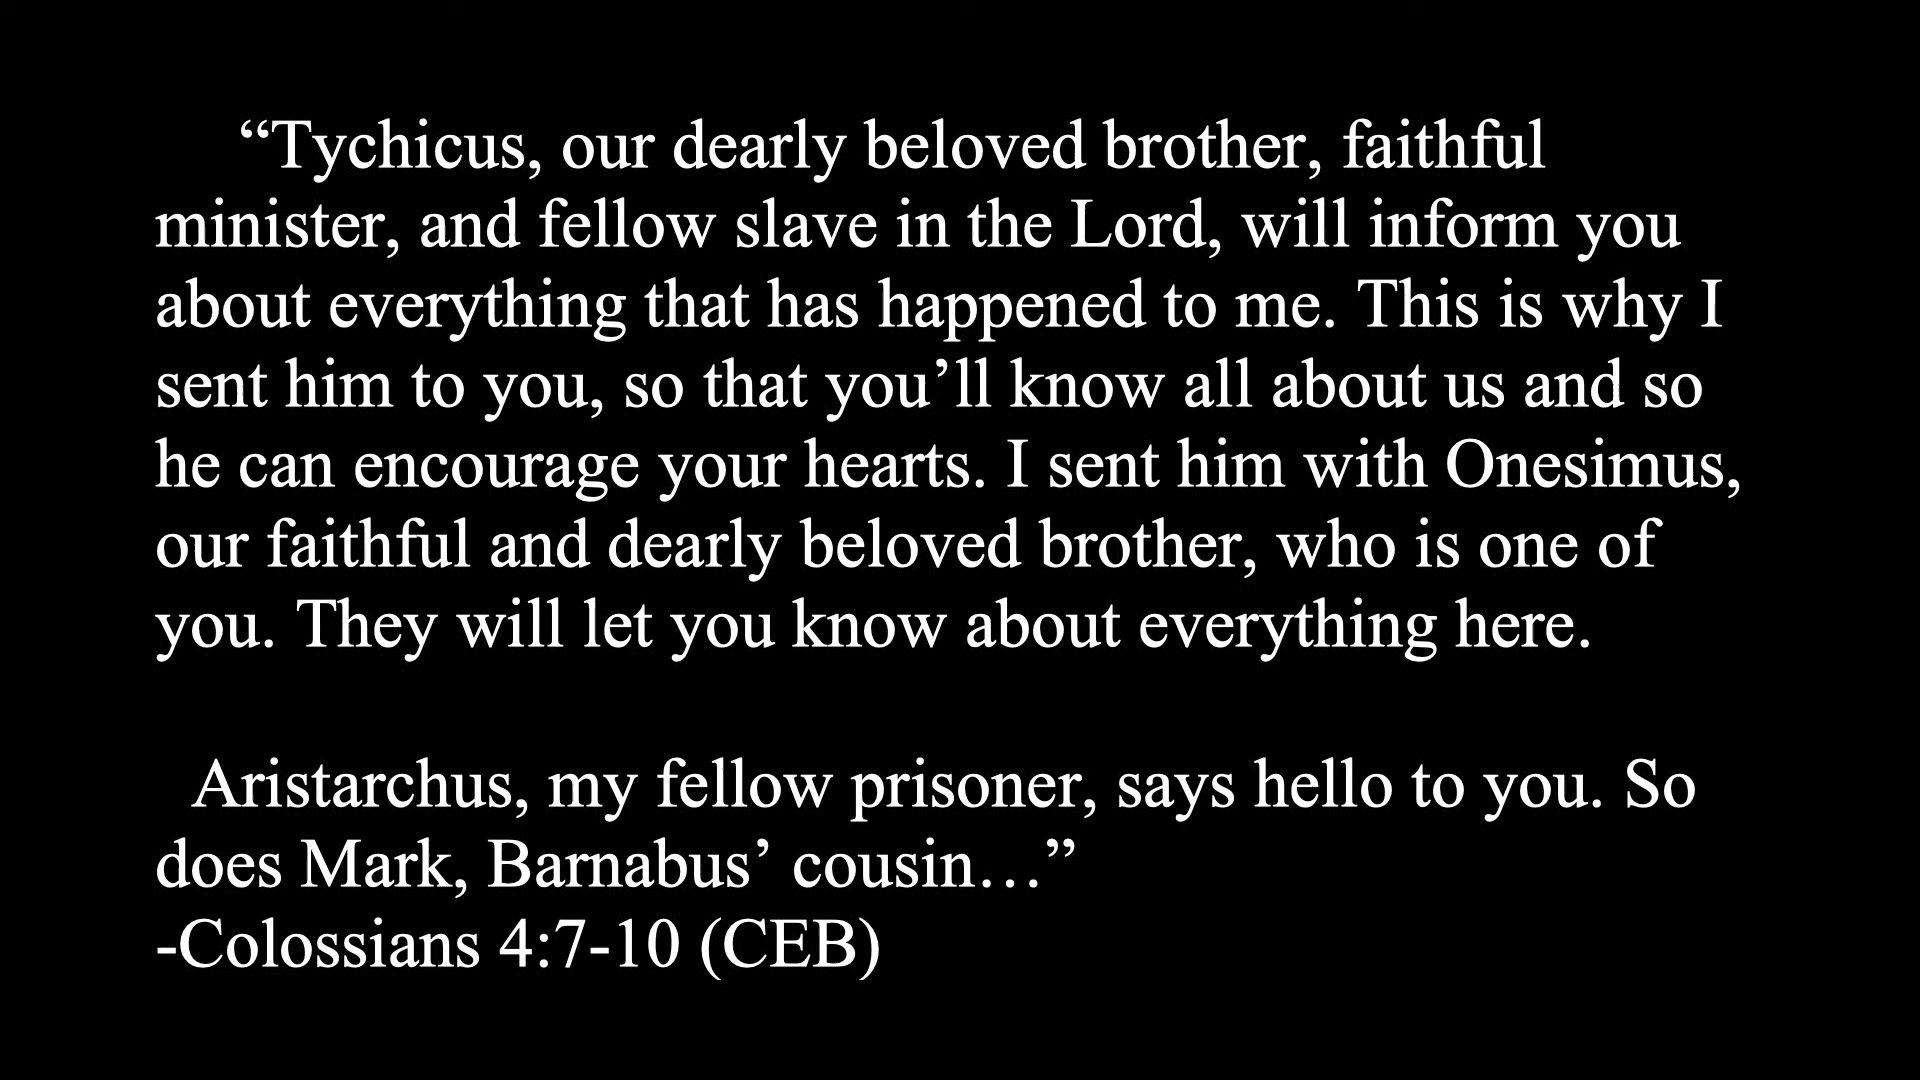 “Tychicus, our dearly beloved brother, faithful
minister, and fellow slave in the Lord, will inform you
about everything that has happened to me. This is why I
sent him to you, so that you’ll know all about us and so
he can encourage your hearts. I sent him with Onesimus,
our faithful and dearly beloved brother, who is one of
you. They will let you know about everything here.
Aristarchus, my fellow prisoner, says hello to you. So
does Mark, Barnabus’ cousin…”
-Colossians 4:7-10 (CEB)